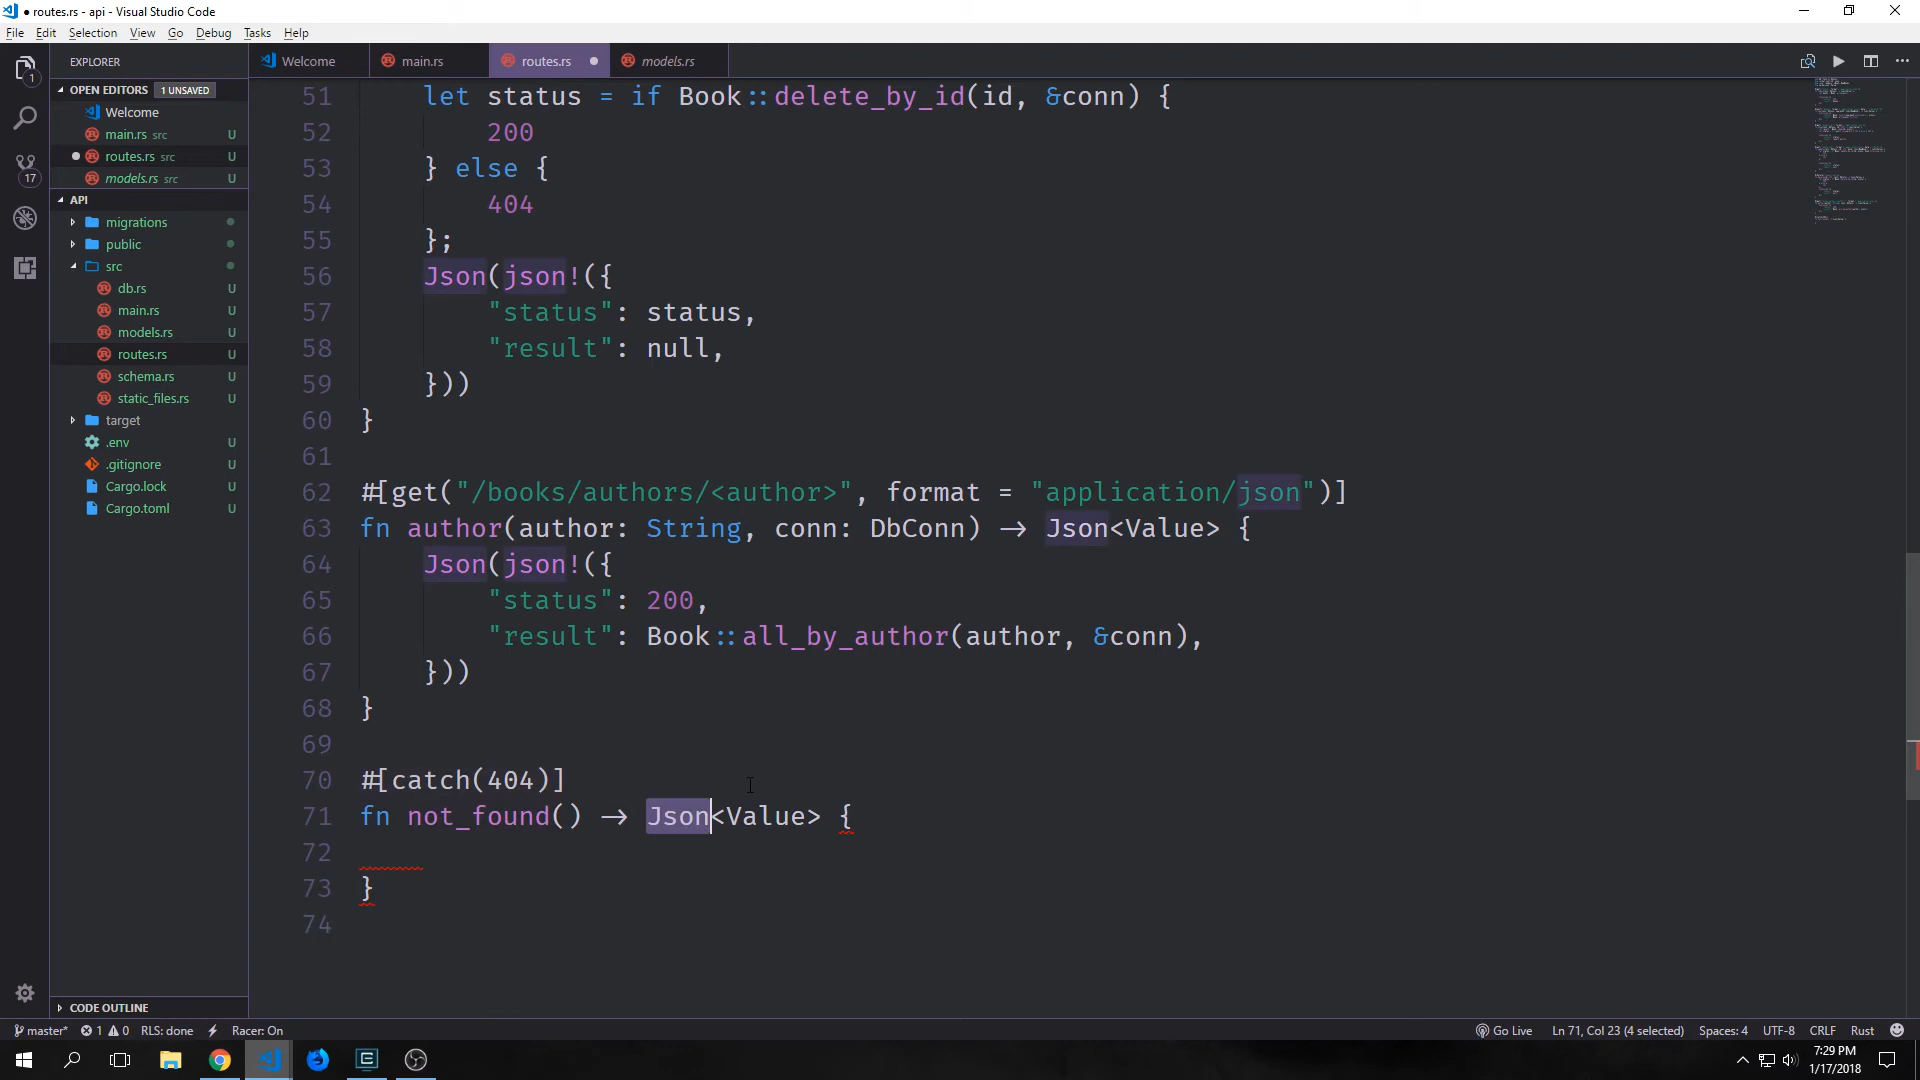 ● routes.rs - api - Visual Studio Code
File Edit Selection View Go Debug Tasks Help
EXPLORER
Welcome
main.rs
routes.rs
models.rs
OPEN EDITORS 1 UNSAVED
Welcome
main.rs src U
routes.rs src U
models.rs src U
API
migrations
public
src
db.rs U
main.rs U
models.rs U
routes.rs U
schema.rs U
static_files.rs U
target
.env U
.gitignore U
Cargo.lock U
Cargo.toml U
CODE OUTLINE
1
17
51 let status = if Book::delete_by_id(id, &conn) {
52 200
53 } else {
54 404
55 };
56 Json(json!({
57 "status": status,
58 "result": null,
59 }))
60 }
61
62 #[get("/books/authors/<author>", format = "application/json")]
63 fn author(author: String, conn: DbConn) -> Json<Value> {
64 Json(json!({
65 "status": 200,
66 "result": Book::all_by_author(author, &conn),
67 }))
68 }
69
70 #[catch(404)]
71 fn not_found() -> Json<Value> {
72
73 }
74
master* 1 0 RLS: done Racer: On
Go Live Ln 71, Col 23 (4 selected) Spaces: 4 UTF-8 CRLF Rust
7:29 PM
1/17/2018